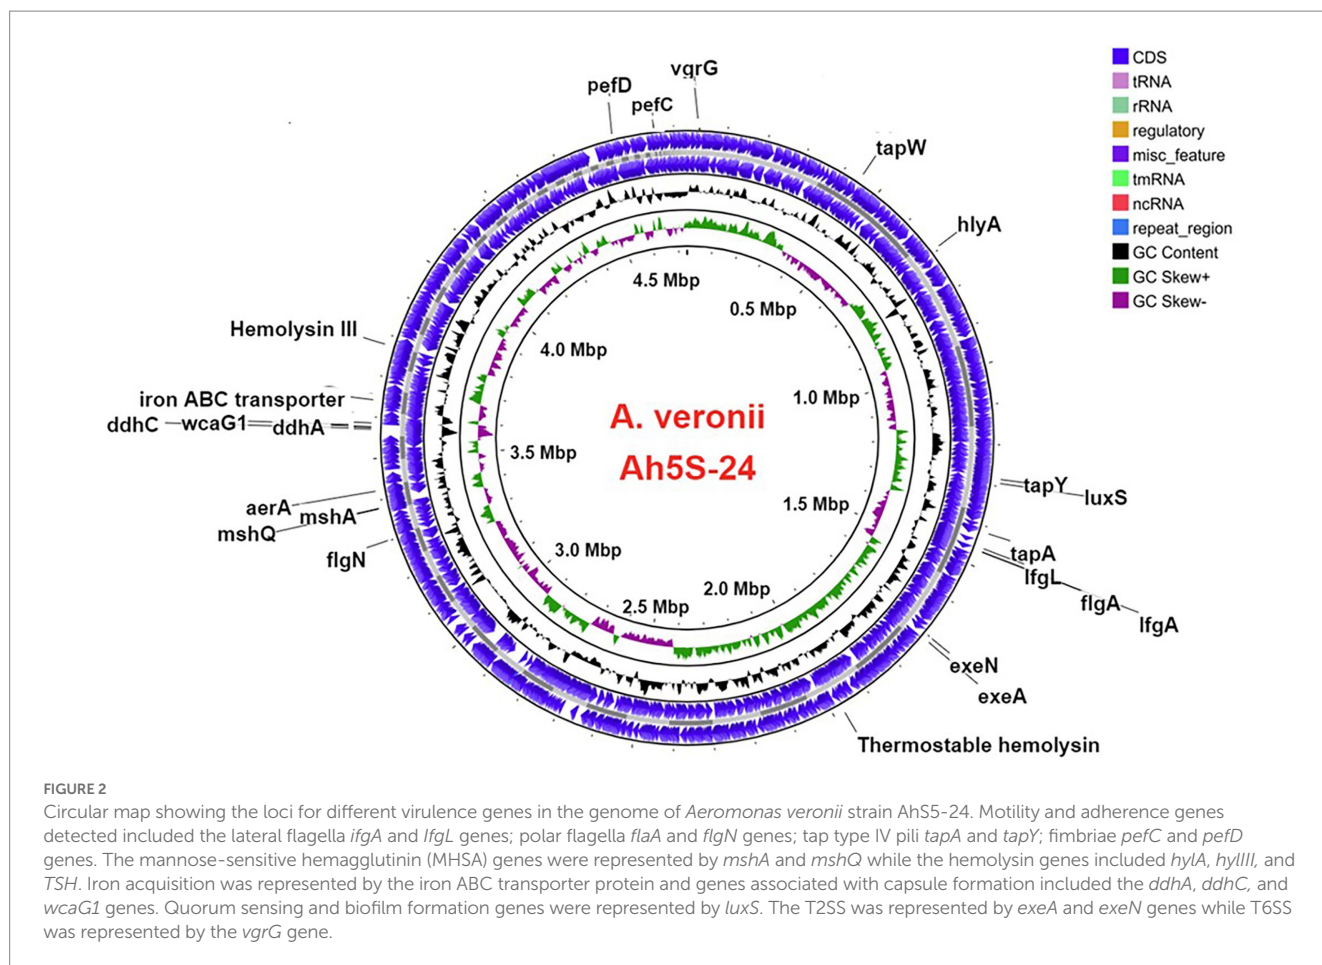 vgrG
pefD
pefC
tapW
hlyA
Hemolysin III
iron ABC transporter
ddhC
wcaG1
ddhA
aerA
mshA
mshQ
flgN
tapY
luxS
tapA
lfgL
flgA
lfgA
exeN
exeA
Thermostable hemolysin
4.5 Mbp
0.5 Mbp
4.0 Mbp
1.0 Mbp
3.5 Mbp
1.5 Mbp
3.0 Mbp
2.0 Mbp
2.5 Mbp
A. veronii
Ah5S-24
CDS
tRNA
rRNA
regulatory
misc_feature
tmRNA
ncRNA
repeat_region
GC Content
GC Skew+
GC Skew-
FIGURE 2
Circular map showing the loci for different virulence genes in the genome of Aeromonas veronii strain AhS5-24. Motility and adherence genes
detected included the lateral flagella ifgA and IfgL genes; polar flagella flaA and flgN genes; tap type IV pili tapA and tapY; fimbriae pefC and pefD
genes. The mannose-sensitive hemagglutinin (MHSA) genes were represented by mshA and mshQ while the hemolysin genes included hylA, hylIII, and
TSH. Iron acquisition was represented by the iron ABC transporter protein and genes associated with capsule formation included the ddhA, ddhC, and
wcaG1 genes. Quorum sensing and biofilm formation genes were represented by luxS. The T2SS was represented by exeA and exeN genes while T6SS
was represented by the vgrG gene.